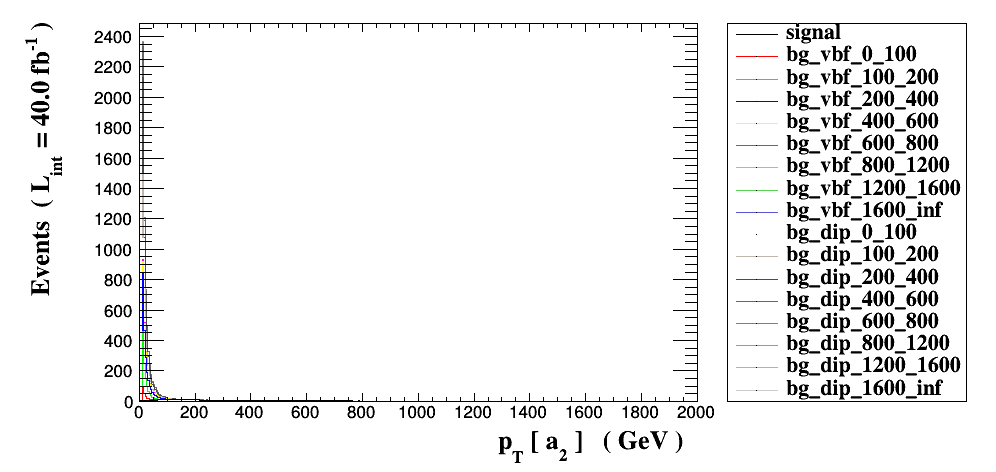 Events ( L_int = 40.0 fb^-1 )
2400
2200
2000
1800
1600
1400
1200
1000
800
600
400
200
0
0 200 400 600 800 1000 1200 1400 1600 1800 2000
p_T [ a_2 ] ( GeV )
signal
bg_vbf_0_100
bg_vbf_100_200
bg_vbf_200_400
bg_vbf_400_600
bg_vbf_600_800
bg_vbf_800_1200
bg_vbf_1200_1600
bg_vbf_1600_inf
bg_dip_0_100
bg_dip_100_200
bg_dip_200_400
bg_dip_400_600
bg_dip_600_800
bg_dip_800_1200
bg_dip_1200_1600
bg_dip_1600_inf